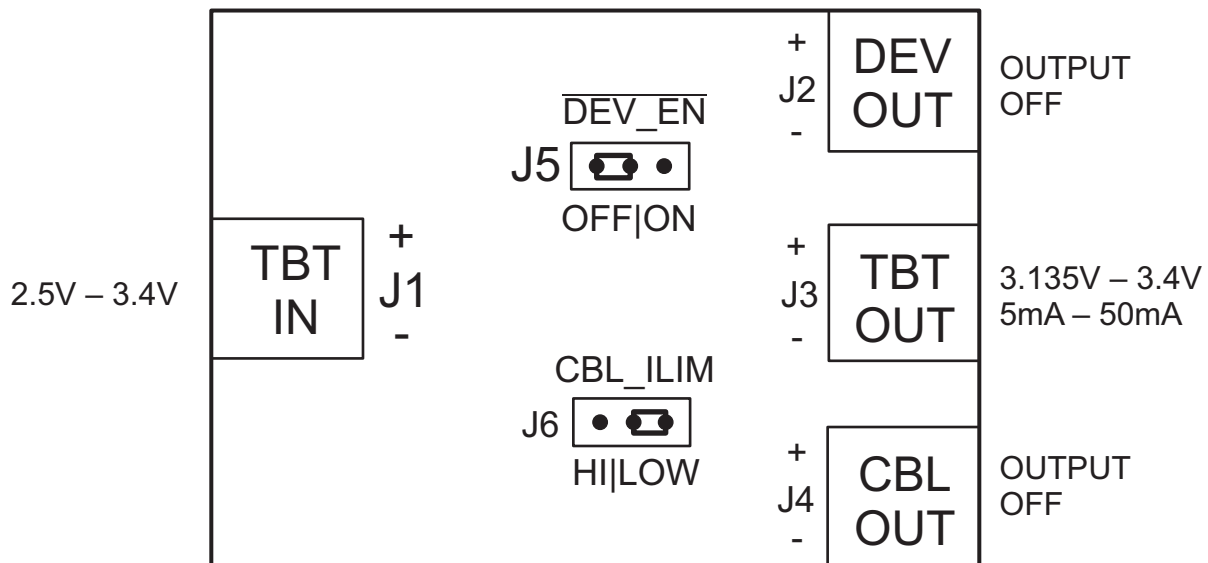 +
J2
-
DEV
OUT
OUTPUT
OFF
DEV_EN
J5
OFF|ON
2.5V – 3.4V
TBT
IN
+
J1
-
+
J3
-
TBT
OUT
3.135V – 3.4V
5mA – 50mA
CBL_ILIM
J6
HI|LOW
+
J4
-
CBL
OUT
OUTPUT
OFF